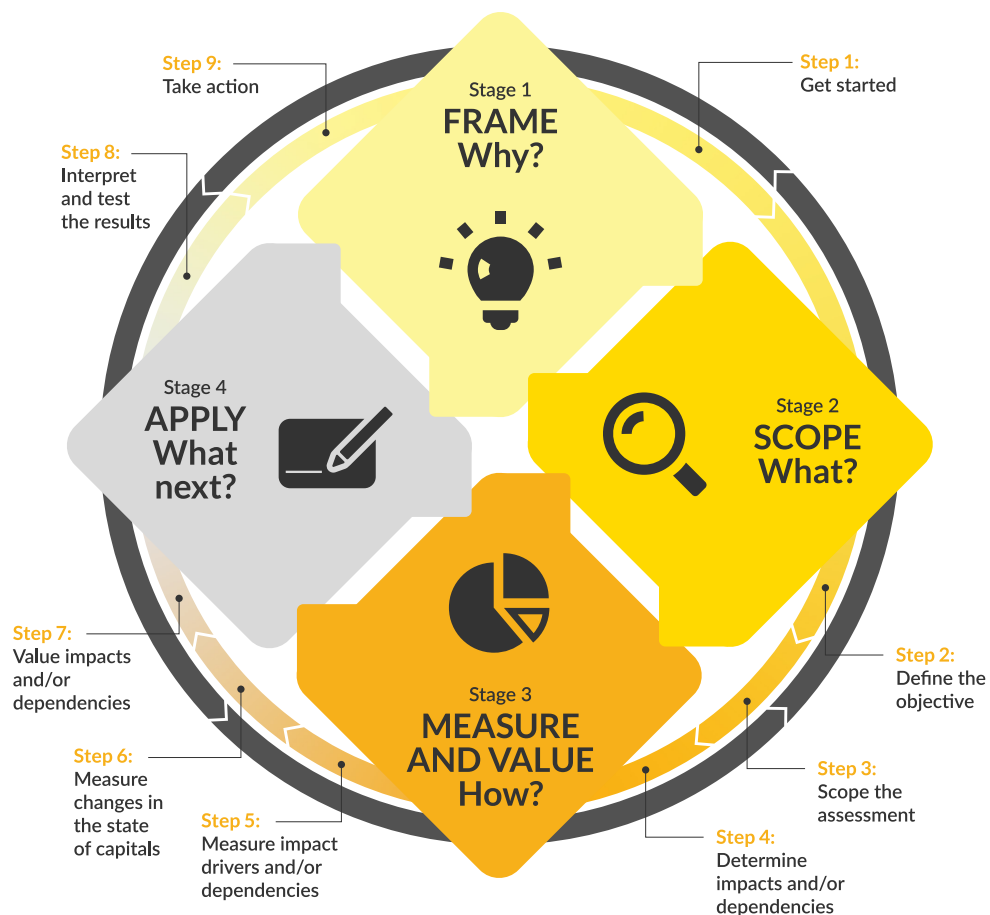 Stage 1
FRAME
Why?
Step 1:
Get started
Stage 2
SCOPE
What?
Step 2:
Define the
objective
Step 3:
Scope the
assessment
Step 4:
Determine
impacts and/or
dependencies
Stage 3
MEASURE
AND VALUE
How?
Step 5:
Measure impact
drivers and/or
dependencies
Step 6:
Measure
changes in
the state
of capitals
Step 7:
Value impacts
and/or
dependencies
Stage 4
APPLY
What
next?
Step 8:
Interpret
and test
the results
Step 9:
Take action